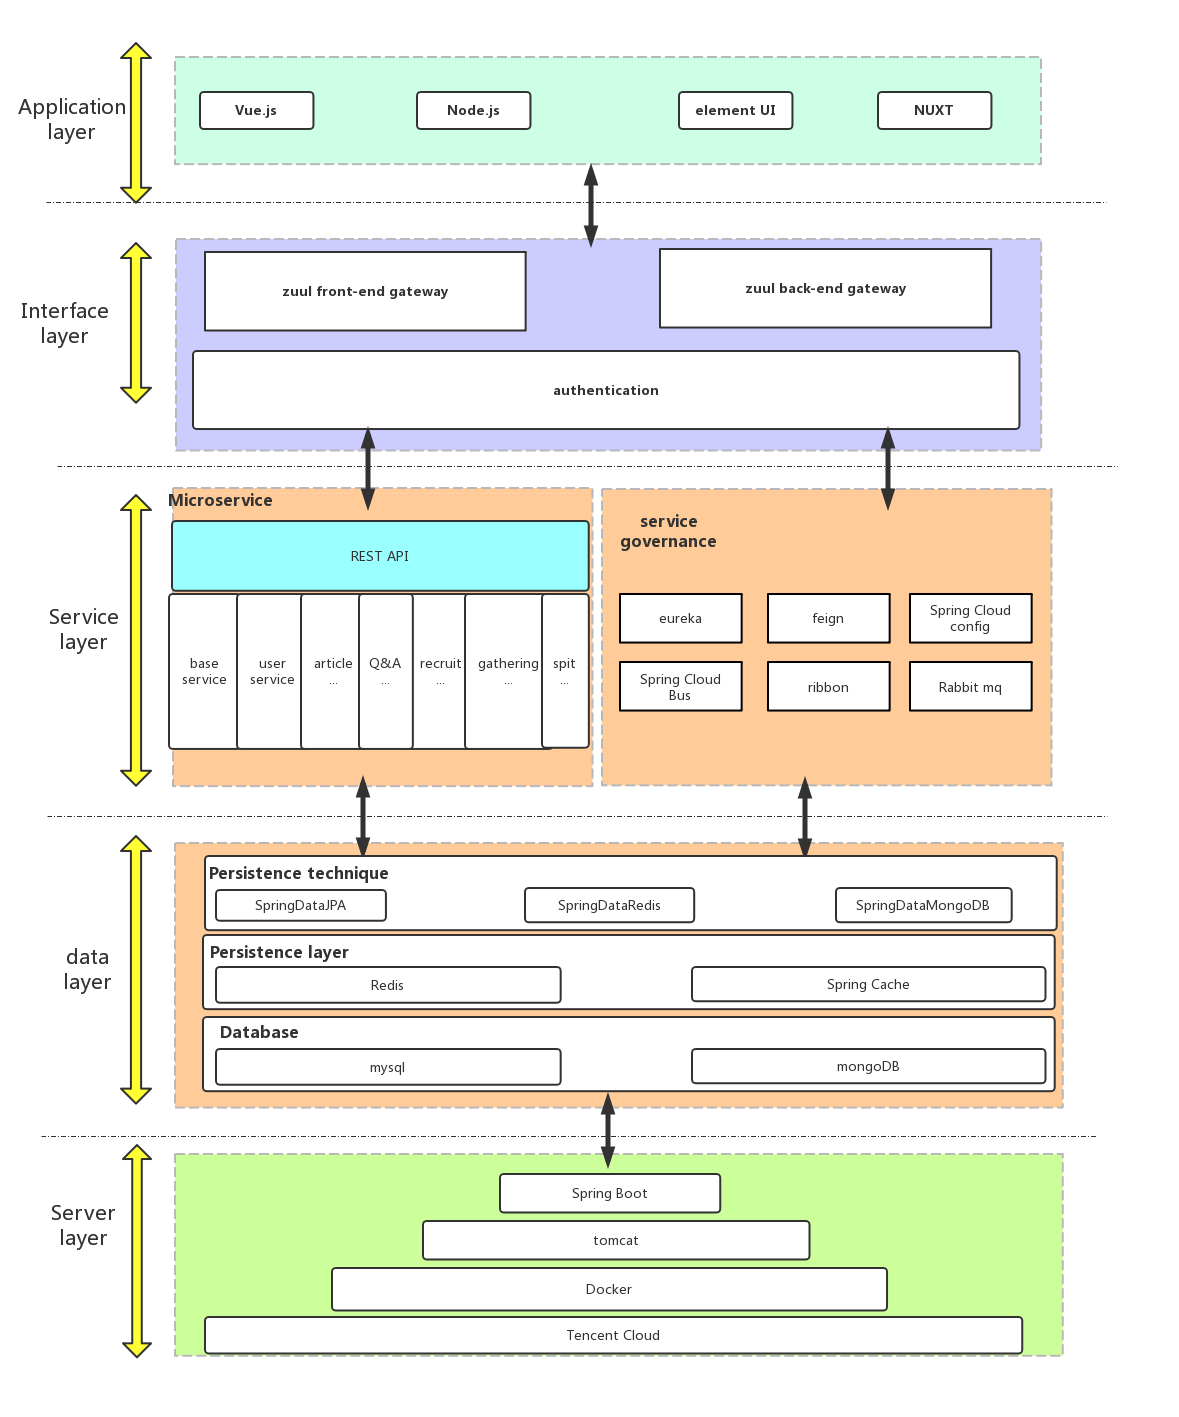 Application
layer
Vue.js
Node.js
element UI
NUXT
Interface
layer
zuul front-end gateway
zuul back-end gateway
authentication
Service
layer
Microservice
REST API
base
service
user
service
article
...
Q&A
...
recruit
...
gathering
...
spit
...
service
governance
eureka
feign
Spring Cloud
config
Spring Cloud
Bus
ribbon
Rabbit mq
data
layer
Persistence technique
SpringDataJPA
SpringDataRedis
SpringDataMongoDB
Persistence layer
Redis
Spring Cache
Database
mysql
mongoDB
Server
layer
Spring Boot
tomcat
Docker
Tencent Cloud